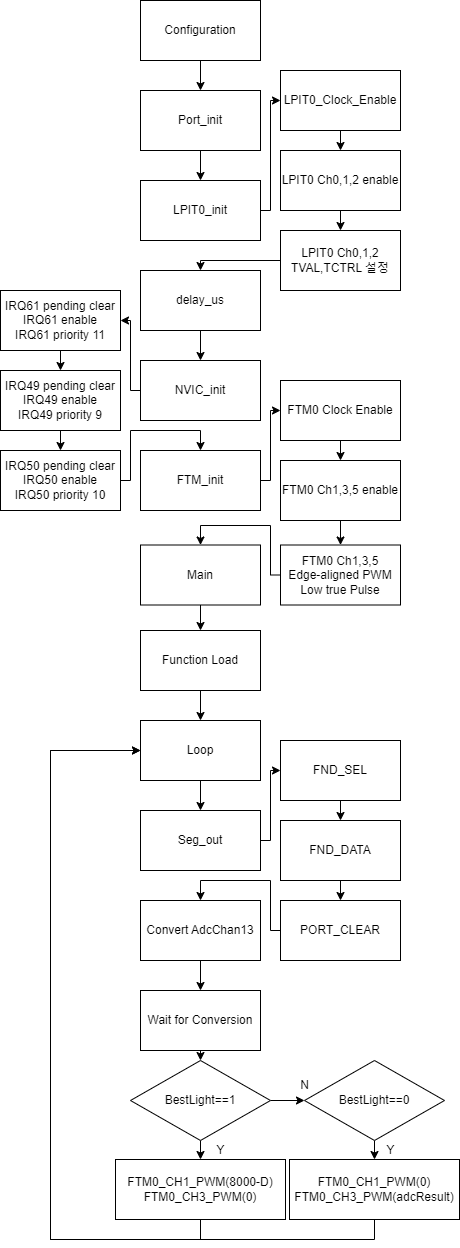 Configuration
Port_init
LPIT0_Clock_Enable
LPIT0_init
LPIT0 Ch0,1,2 enable
LPIT0 Ch0,1,2
TVAL,TCTRL 설정
delay_us
NVIC_init
IRQ61 pending clear
IRQ61 enable
IRQ61 priority 11
IRQ49 pending clear
IRQ49 enable
IRQ49 priority 9
IRQ50 pending clear
IRQ50 enable
IRQ50 priority 10
FTM_init
FTM0 Clock Enable
FTM0 Ch1,3,5 enable
FTM0 Ch1,3,5
Edge-aligned PWM
Low true Pulse
Main
Function Load
Loop
Seg_out
FND_SEL
FND_DATA
PORT_CLEAR
Convert AdcChan13
Wait for Conversion
BestLight==1
N
BestLight==0
Y
FTM0_CH1_PWM(8000-D)
FTM0_CH3_PWM(0)
Y
FTM0_CH1_PWM(0)
FTM0_CH3_PWM(adcResult)